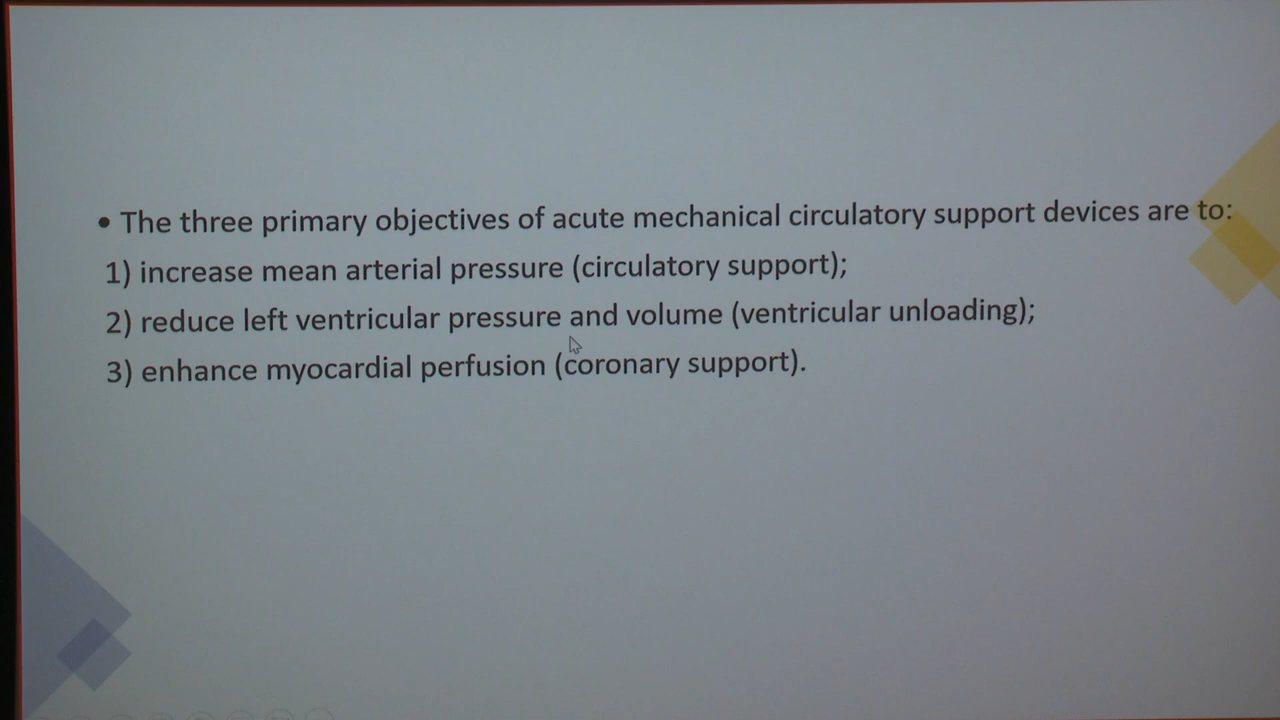 • The three primary objectives of acute mechanical circulatory support devices are to:
1) increase mean arterial pressure (circulatory support);
2) reduce left ventricular pressure and volume (ventricular unloading);
3) enhance myocardial perfusion (coronary support).